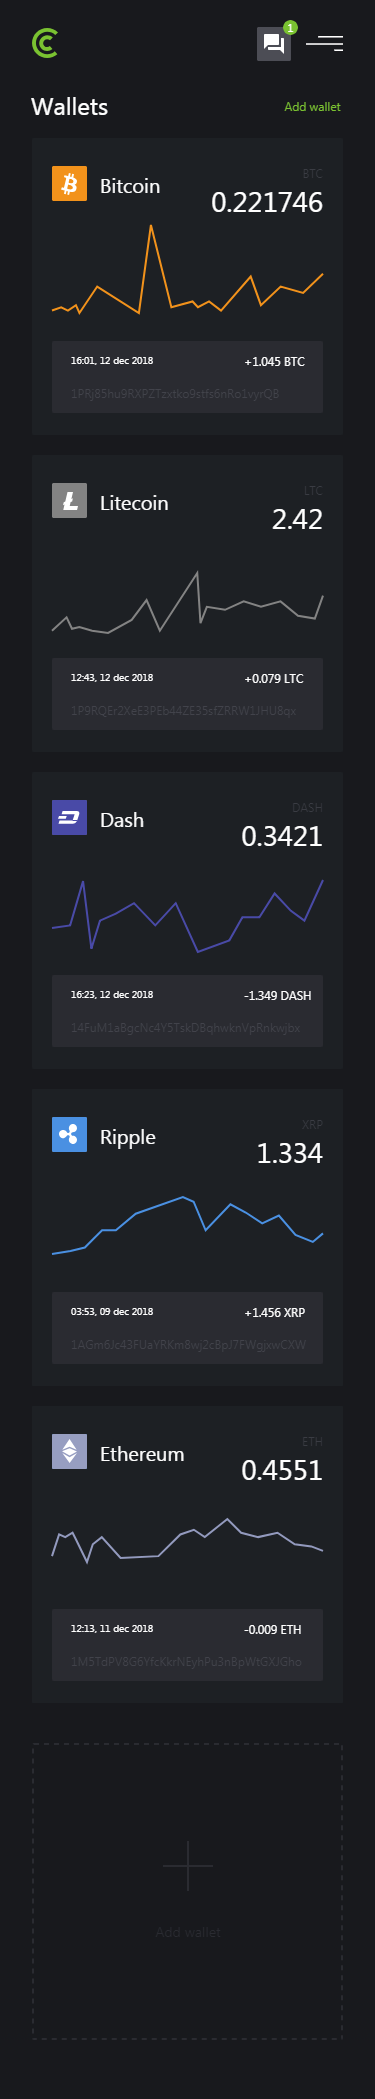 1
Wallets
Add wallet
BTC
Bitcoin
0.221746
16:01, 12 dec 2018
+1.045 BTC
1PRj85hu9RXPZTzxtko9stfs6nRo1vyrQB
LTC
Litecoin
2.42
12:43, 12 dec 2018
+0.079 LTC
1P9RQEr2XeE3PEb44ZE35sfZRRW1JHU8qx
DASH
Dash
0.3421
16:23, 12 dec 2018
-1.349 DASH
14FuM1aBgcNc4Y5TskDBqhwknVpRnkwjbx
XRP
Ripple
1.334
03:53, 09 dec 2018
+1.456 XRP
1AGm6Jc43FUaYRKm8wj2cBpJ7FWgjxwCXW
ETH
Ethereum
0.4551
12:13, 11 dec 2018
-0.009 ETH
1M5TdPV8G6YfcKkrNEyhPu3nBpWtGXJGho
Add wallet